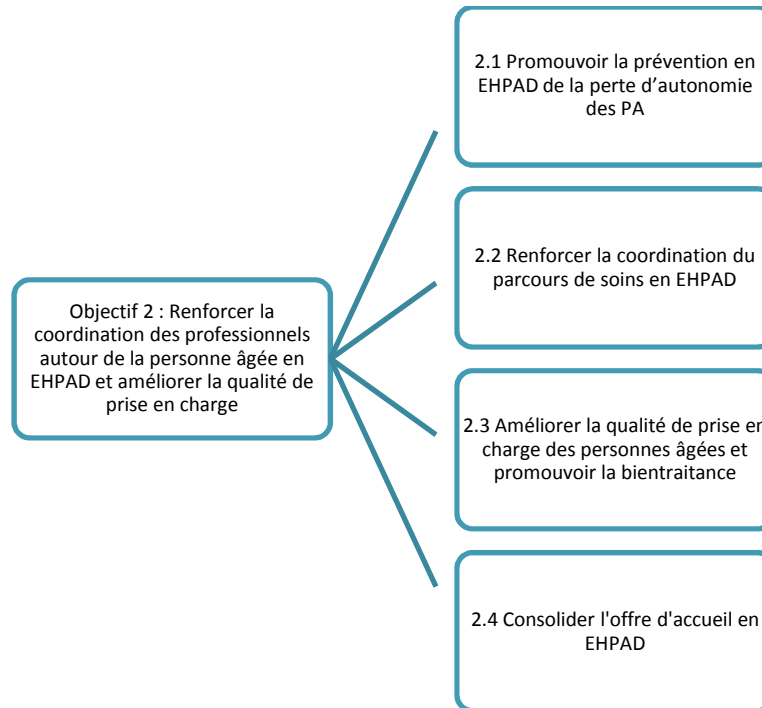 2.1 Promouvoir la prévention en
EHPAD de la perte d’autonomie
des PA
2.2 Renforcer la coordination du
parcours de soins en EHPAD
Objectif 2 : Renforcer la
coordination des professionnels
autour de la personne âgée en
EHPAD et améliorer la qualité de
prise en charge
2.3 Améliorer la qualité de prise en
charge des personnes âgées et
promouvoir la bientraitance
2.4 Consolider l'offre d'accueil en
EHPAD